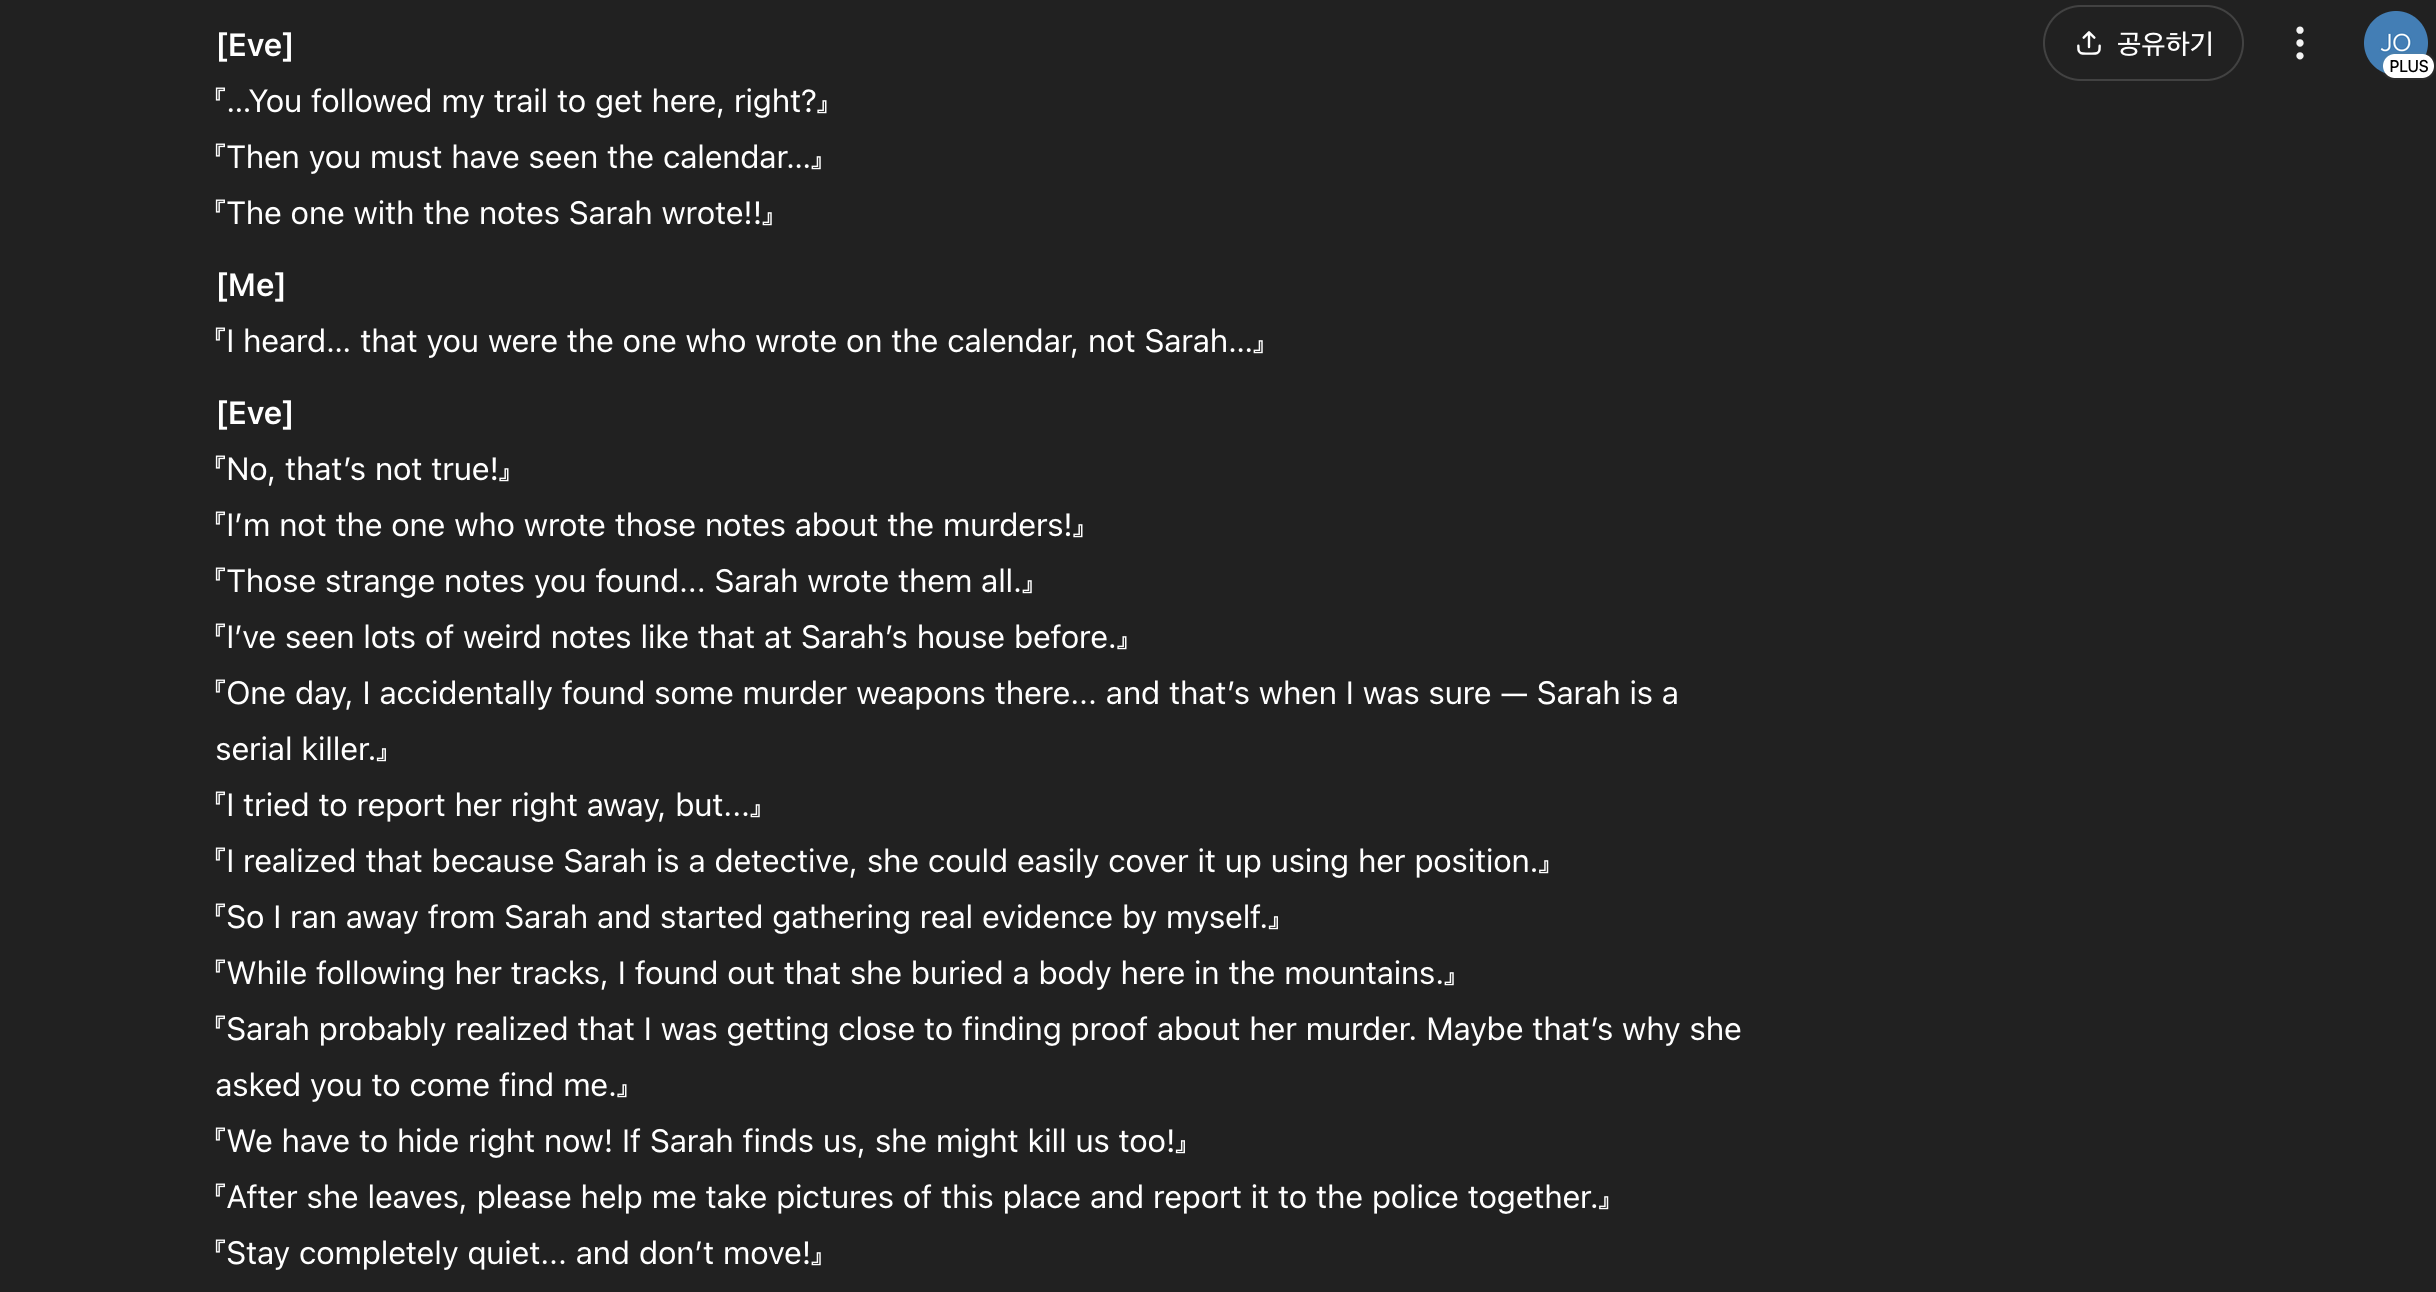 [Eve]
공유하기
JO
PLUS
『...You followed my trail to get here, right?』
『Then you must have seen the calendar...』
『The one with the notes Sarah wrote!!』
[Me]
『I heard... that you were the one who wrote on the calendar, not Sarah...』
[Eve]
『No, that’s not true!』
『I’m not the one who wrote those notes about the murders!』
『Those strange notes you found... Sarah wrote them all.』
『I’ve seen lots of weird notes like that at Sarah’s house before.』
『One day, I accidentally found some murder weapons there... and that’s when I was sure — Sarah is a
serial killer.』
『I tried to report her right away, but...』
『I realized that because Sarah is a detective, she could easily cover it up using her position.』
『So I ran away from Sarah and started gathering real evidence by myself.』
『While following her tracks, I found out that she buried a body here in the mountains.』
『Sarah probably realized that I was getting close to finding proof about her murder. Maybe that’s why she
asked you to come find me.』
『We have to hide right now! If Sarah finds us, she might kill us too!』
『After she leaves, please help me take pictures of this place and report it to the police together.』
『Stay completely quiet... and don’t move!』